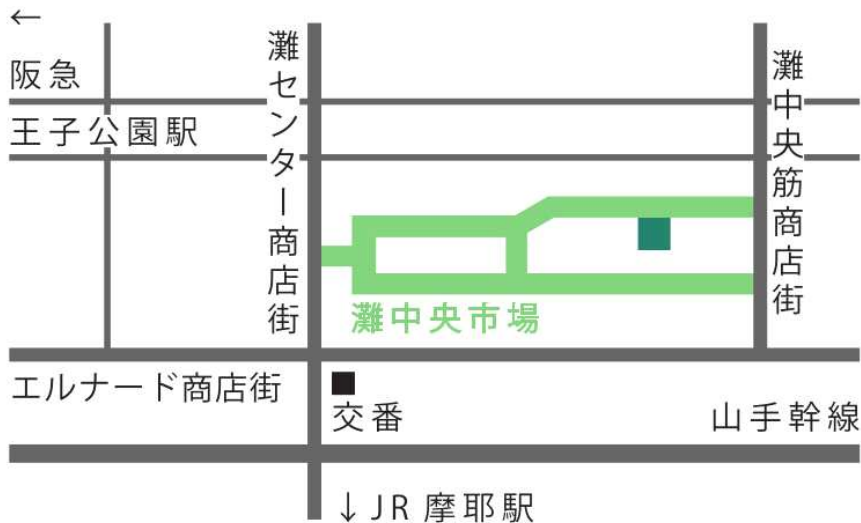 ←
阪急
王子公園駅
灘センター商店街
灘中央筋商店街
灘中央市場
エルナード商店街
交番
山手幹線
↓JR 摩耶駅